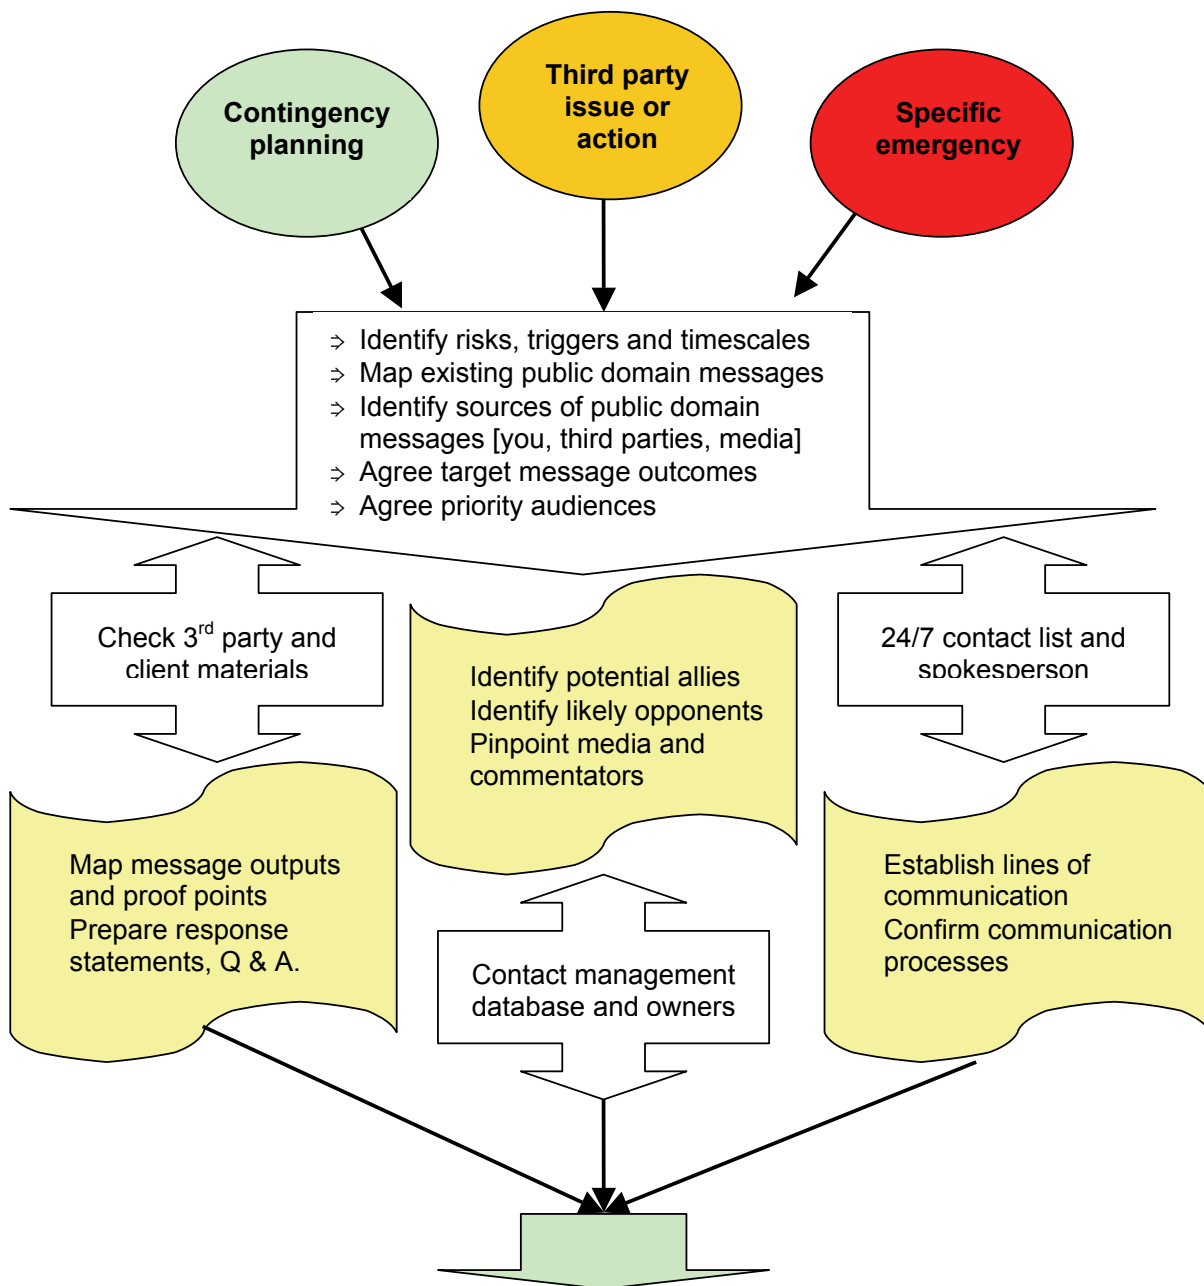 Contingency
planning
Third party
issue or
action
Specific
emergency
➢ Identify risks, triggers and timescales
➢ Map existing public domain messages
➢ Identify sources of public domain
messages [you, third parties, media]
➢ Agree target message outcomes
➢ Agree priority audiences
Check 3rd party and
client materials
Identify potential allies
Identify likely opponents
Pinpoint media and
commentators
24/7 contact list and
spokesperson
Map message outputs
and proof points
Prepare response
statements, Q & A.
Contact management
database and owners
Establish lines of
communication
Confirm communication
processes